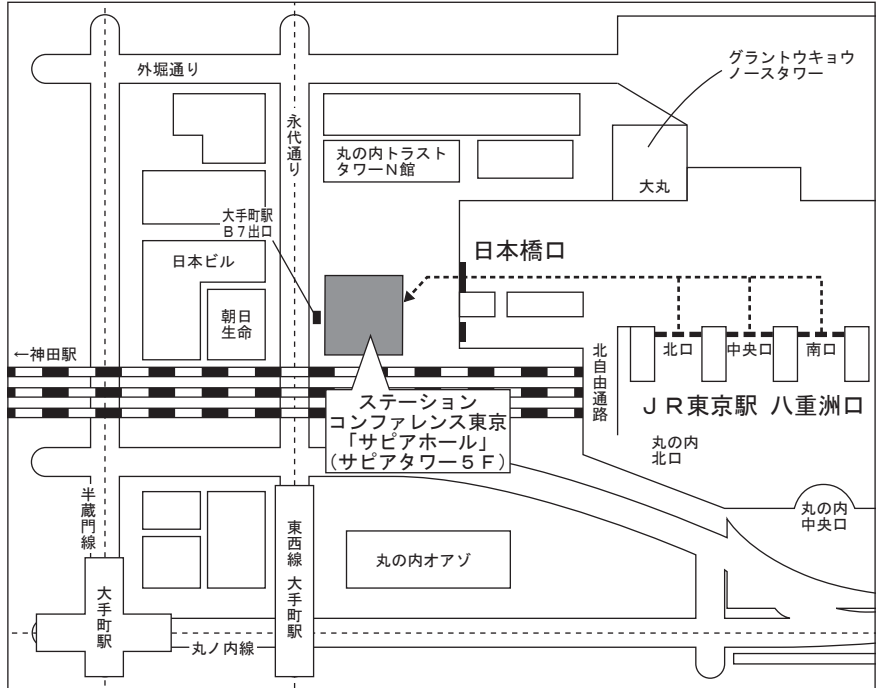 外堀通り
グラントウキョウ
ノースタワー
永代通り
丸の内トラスト
タワーN館
大丸
大手町駅
B7出口
日本橋口
日本ビル
朝日
生命
←神田駅
北口
中央口
南口
北自由通路
ステーション
コンファレンス東京
「サピアホール」
(サピアタワー5F)
JR東京駅 八重洲口
丸の内
北口
丸の内
中央口
半蔵門線
東西線 大手町駅
丸の内オアゾ
大手町駅
丸ノ内線